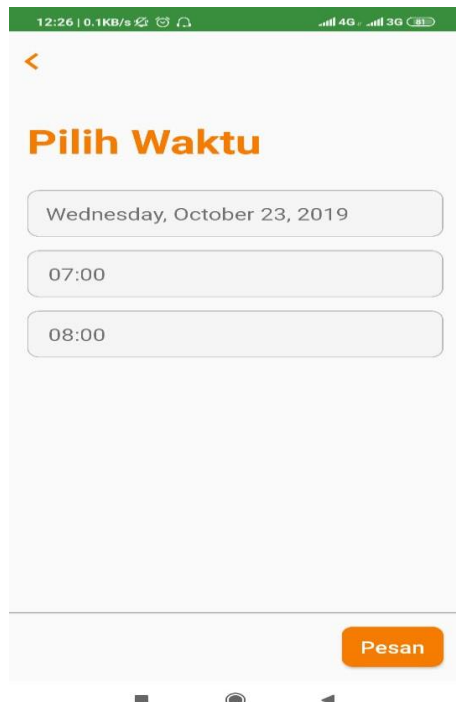 12:26 | 0.1KB/s 4G 3G 81
Pilih Waktu
Wednesday, October 23, 2019
07:00
08:00
Pesan